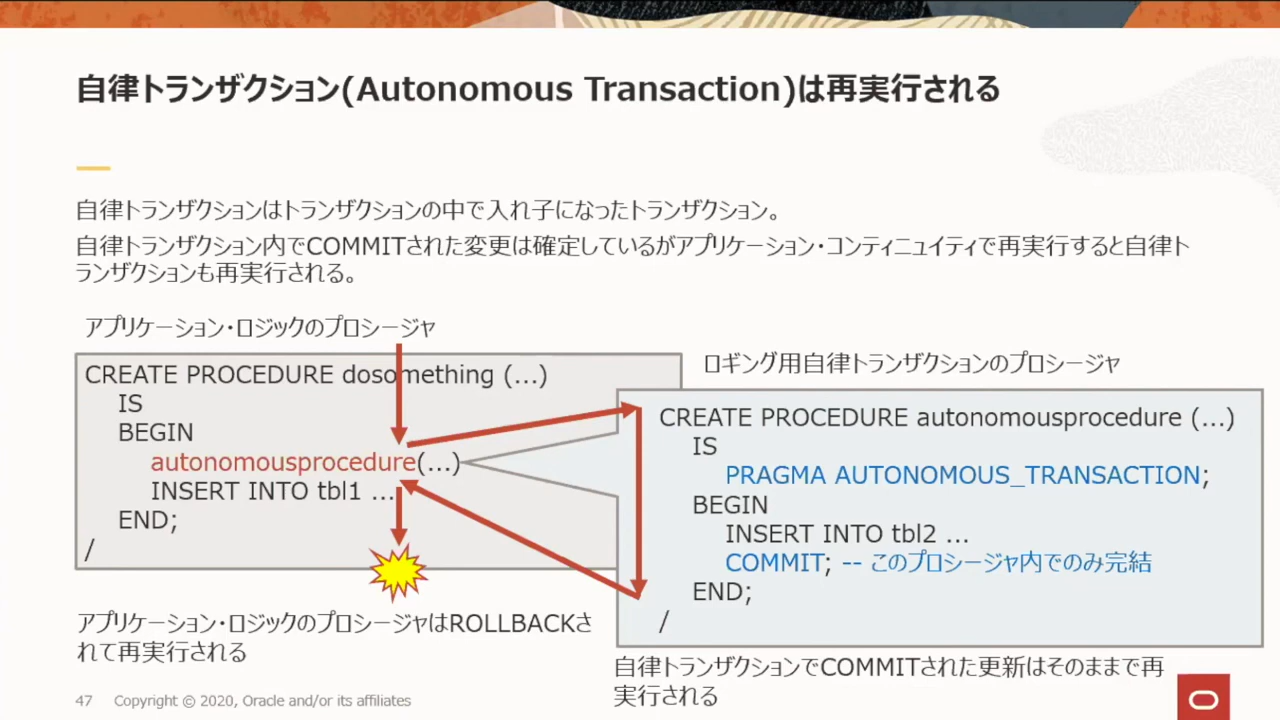 自律トランザクション(Autonomous Transaction)は再実行される
自律トランザクションはトランザクションの中で入れ子になったトランザクション。
自律トランザクション内でCOMMITされた変更は確定しているがアプリケーション・コンティニュイティで再実行すると自律ト
ランザクションも再実行される。
アプリケーション・ロジックのプロシージャ
CREATE PROCEDURE dosomething (...)
IS
BEGIN
autonomousprocedure(...)
INSERT INTO tbl1 ...
END;
/
アプリケーション・ロジックのプロシージャはROLLBACKさ
れて再実行される
ロギング用自律トランザクションのプロシージャ
CREATE PROCEDURE autonomousprocedure (...)
IS
PRAGMA AUTONOMOUS_TRANSACTION;
BEGIN
INSERT INTO tbl2 ...
COMMIT; -- このプロシージャ内でのみ完結
END;
/
自律トランザクションでCOMMITされた更新はそのままで再
実行される
47 Copyright © 2020, Oracle and/or its affiliates